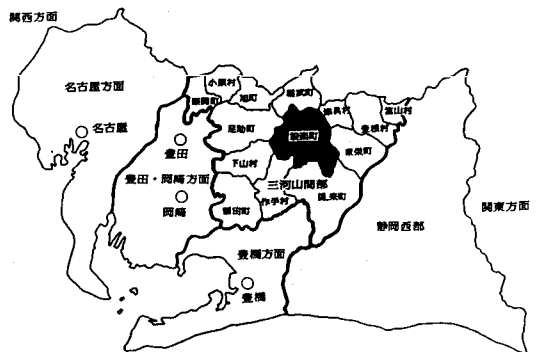 関西方面
名古屋方面
名古屋
小原村
藤岡町
旭町
稲武町
津具村
富山村
豊根村
足助町
設楽町
東栄町
豊田
下山村
豊田・岡崎方面
三河山間部
岡崎
額田町
作手村
鳳来町
静岡西部
関東方面
豊橋方面
豊橋